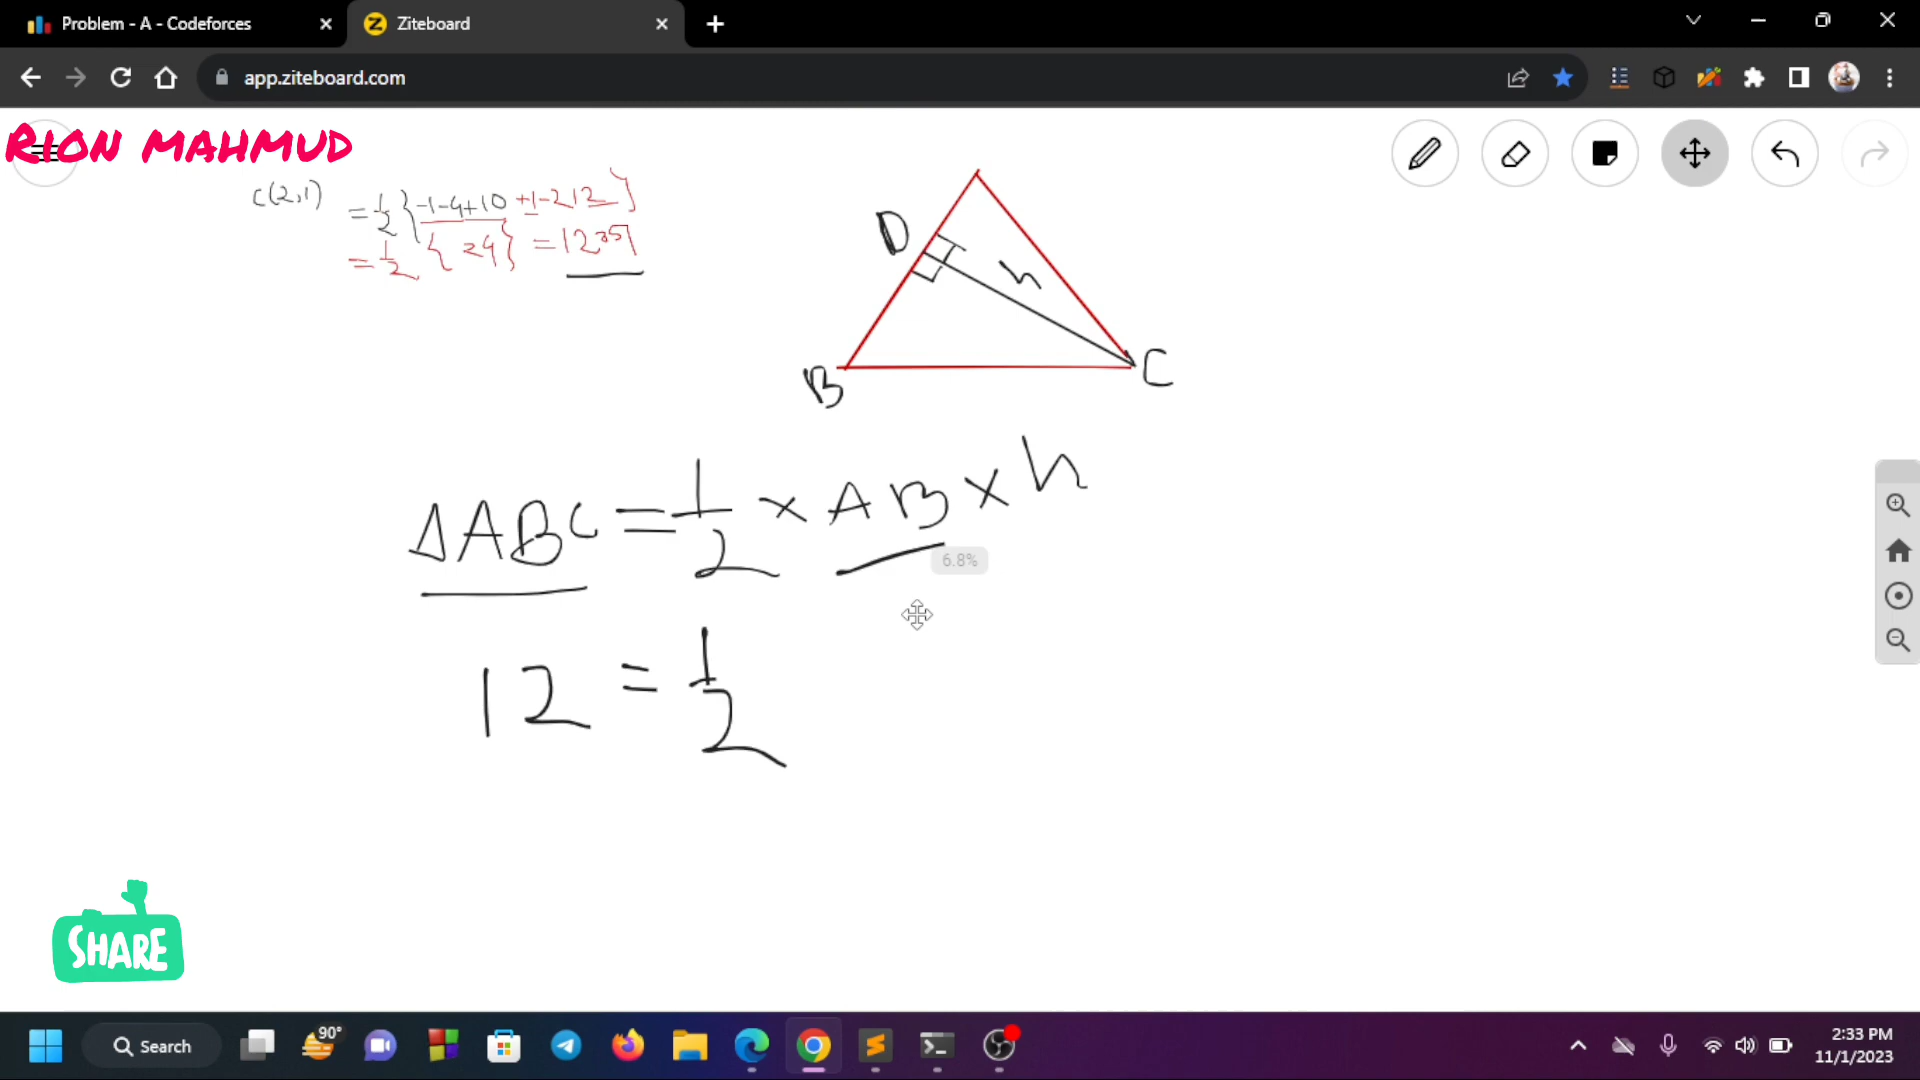 Problem - A - Codeforces
Ziteboard
app.ziteboard.com
RION MAHMUD
C(2,1)
= 1/2 {-1-4+10 +1-2+12}
= 1/2 {24} = 12
D
h
B
C
ΔABC = 1/2 × AB × h
6.8%
12 = 1/2
SHARE
90°
Search
2:33 PM
11/1/2023